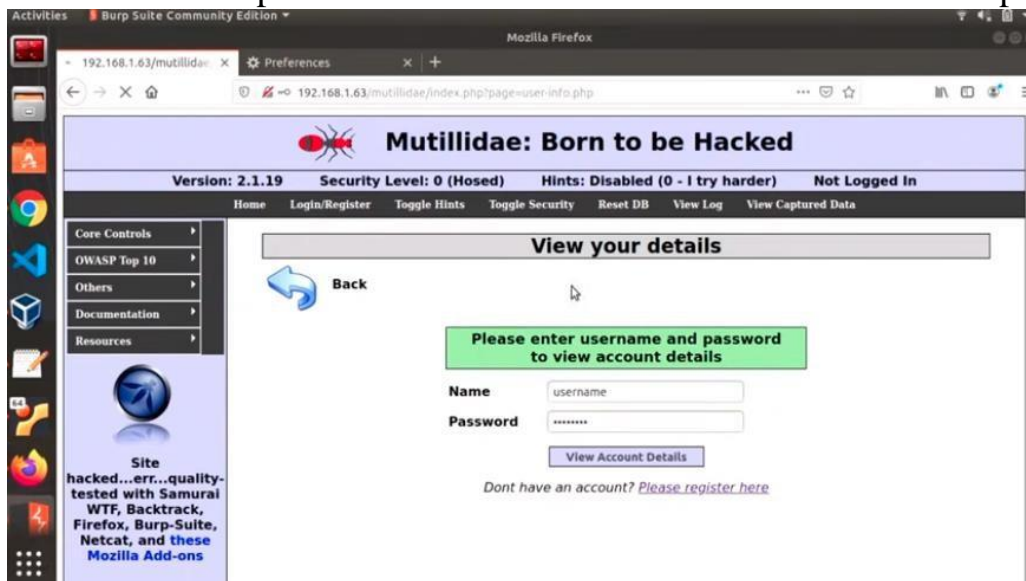 Activities Burp Suite Community Edition
Mozilla Firefox
192.168.1.63/mutillidae Preferences
192.168.1.63/mutillidae/index.php?page=user-info.php
Mutillidae: Born to be Hacked
Version: 2.1.19 Security Level: 0 (Hosed) Hints: Disabled (0 - I try harder) Not Logged In
Home Login/Register Toggle Hints Toggle Security Reset DB View Log View Captured Data
Core Controls
OWASP Top 10
Others
Documentation
Resources
View your details
Back
Please enter username and password
to view account details
Name username
Password ••••••••
View Account Details
Dont have an account? Please register here
Site
hacked...err...quality-
tested with Samurai
WTF, Backtrack,
Firefox, Burp-Suite,
Netcat, and these
Mozilla Add-ons
64